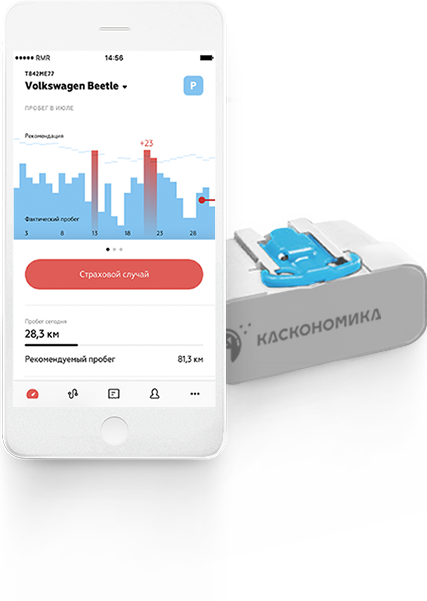 RMR 14:56
T842ME77
Volkswagen Beetle
P
ПРОБЕГ В ИЮЛЕ
Рекомендация
+23
Фактический пробег
3 8 13 18 23 28
Страховой случай
Пробег сегодня
28,3 км
Рекомендуемый пробег 81,3 км
КАСКОНОМИКА